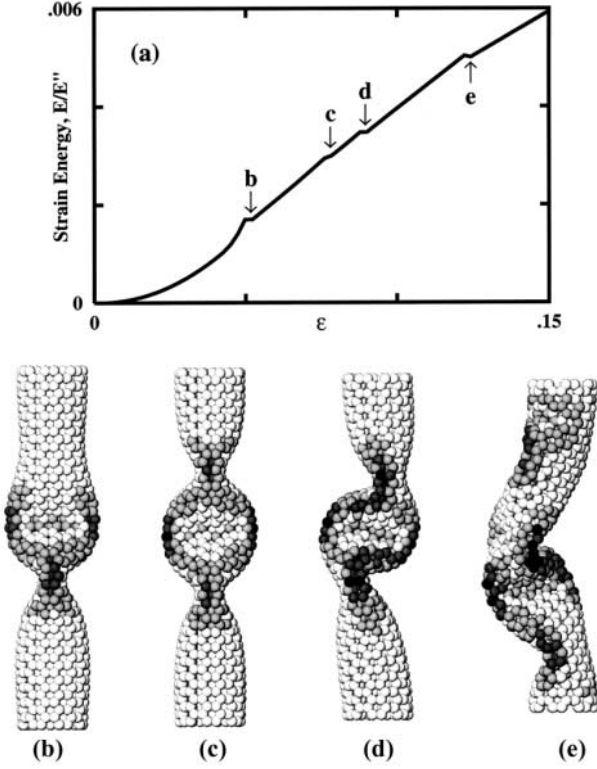 .006
(a)
Strain Energy, E/E"
b
c
d
e
0
0
ε
.15
(b)
(c)
(d)
(e)